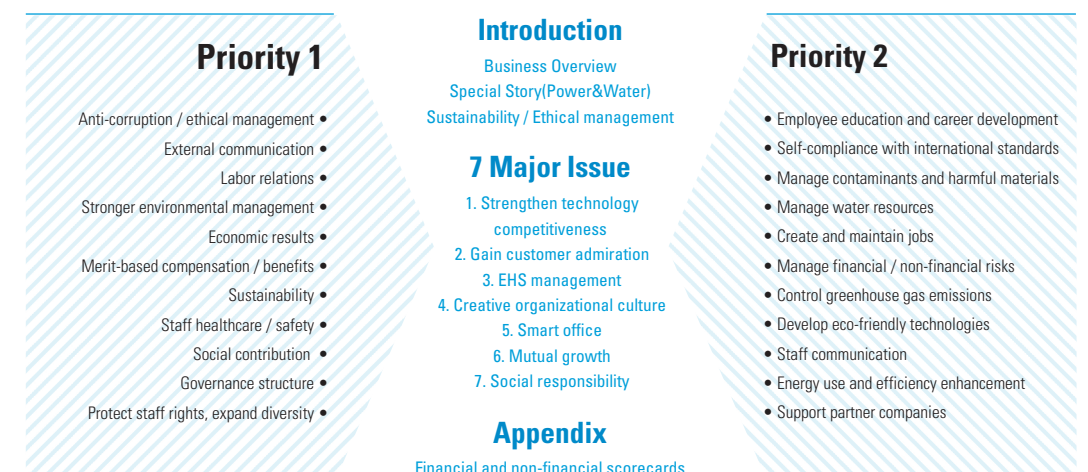 Priority 1
Anti-corruption / ethical management •
External communication •
Labor relations •
Stronger environmental management •
Economic results •
Merit-based compensation / benefits •
Sustainability •
Staff healthcare / safety •
Social contribution •
Governance structure •
Protect staff rights, expand diversity •
Introduction
Business Overview
Special Story(Power&Water)
Sustainability / Ethical management
7 Major Issue
1. Strengthen technology
competitiveness
2. Gain customer admiration
3. EHS management
4. Creative organizational culture
5. Smart office
6. Mutual growth
7. Social responsibility
Appendix
Financial and non-financial scorecards
Priority 2
• Employee education and career development
• Self-compliance with international standards
• Manage contaminants and harmful materials
• Manage water resources
• Create and maintain jobs
• Manage financial / non-financial risks
• Control greenhouse gas emissions
• Develop eco-friendly technologies
• Staff communication
• Energy use and efficiency enhancement
• Support partner companies